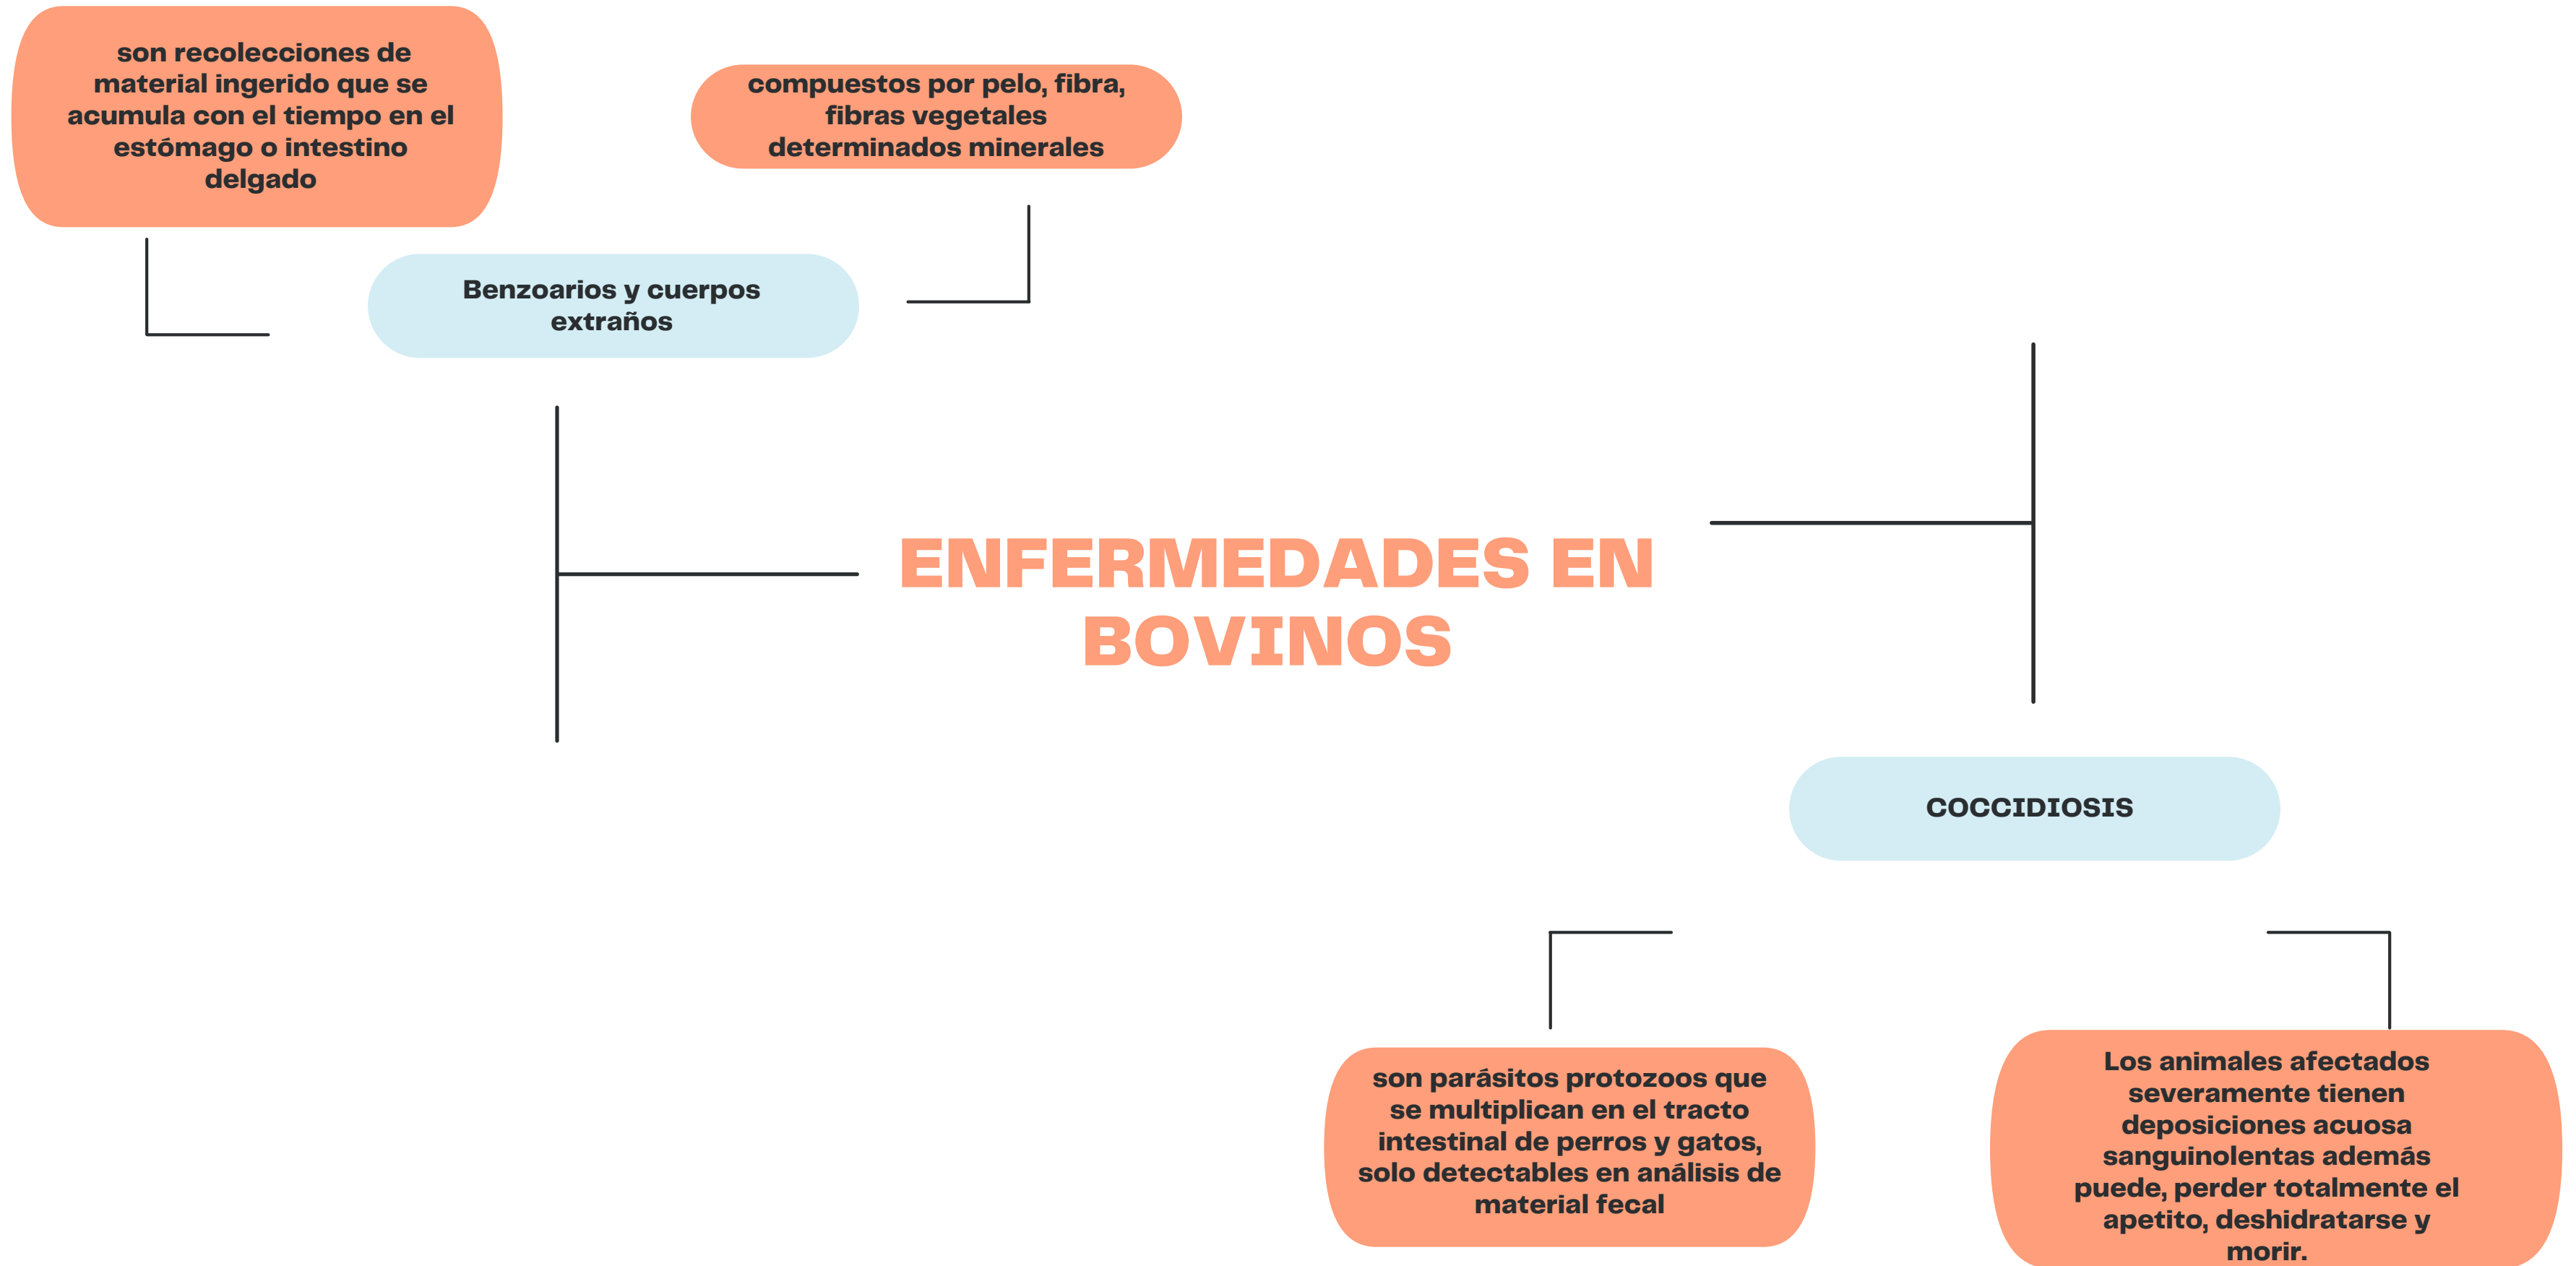 son recolecciones de
material ingerido que se
acumula con el tiempo en el
estómago o intestino
delgado
compuestos por pelo, fibra,
fibras vegetales
determinados minerales
Benzoarios y cuerpos
extraños
ENFERMEDADES EN
BOVINOS
COCCIDIOSIS
son parásitos protozoos que
se multiplican en el tracto
intestinal de perros y gatos,
solo detectables en análisis de
material fecal
Los animales afectados
severamente tienen
deposiciones acuosa
sanguinolentas además
puede, perder totalmente el
apetito, deshidratarse y
morir.